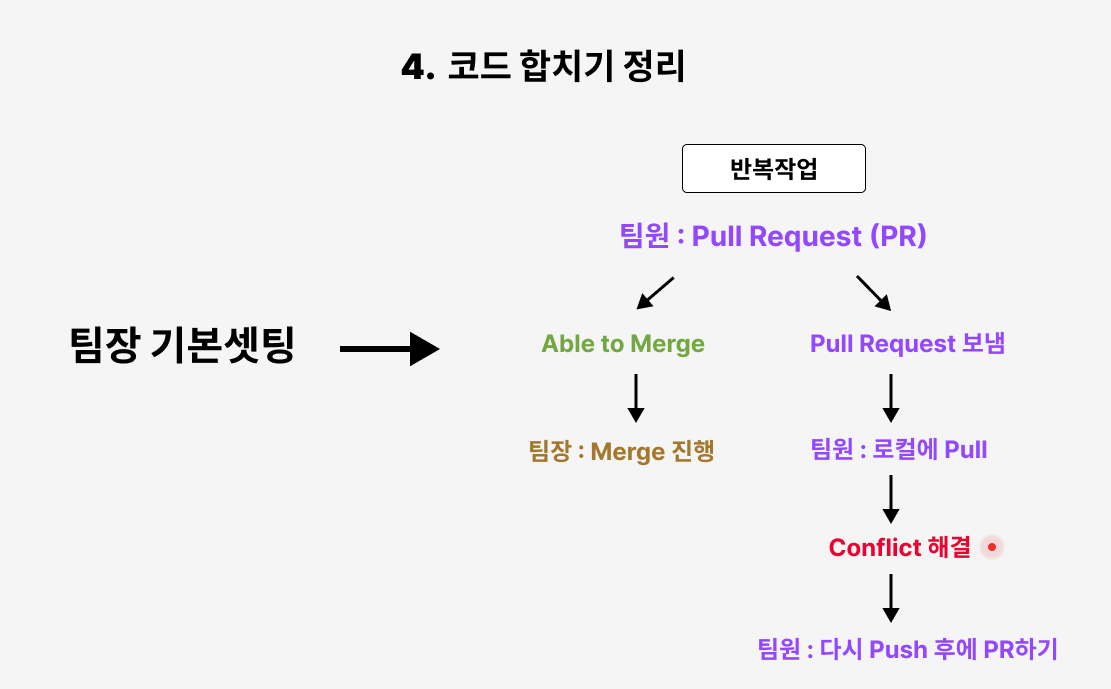 4. 코드 합치기 정리
반복작업
팀원 : Pull Request (PR)
팀장 기본셋팅
Able to Merge
Pull Request 보냄
팀장 : Merge 진행
팀원 : 로컬에 Pull
Conflict 해결
팀원 : 다시 Push 후에 PR하기